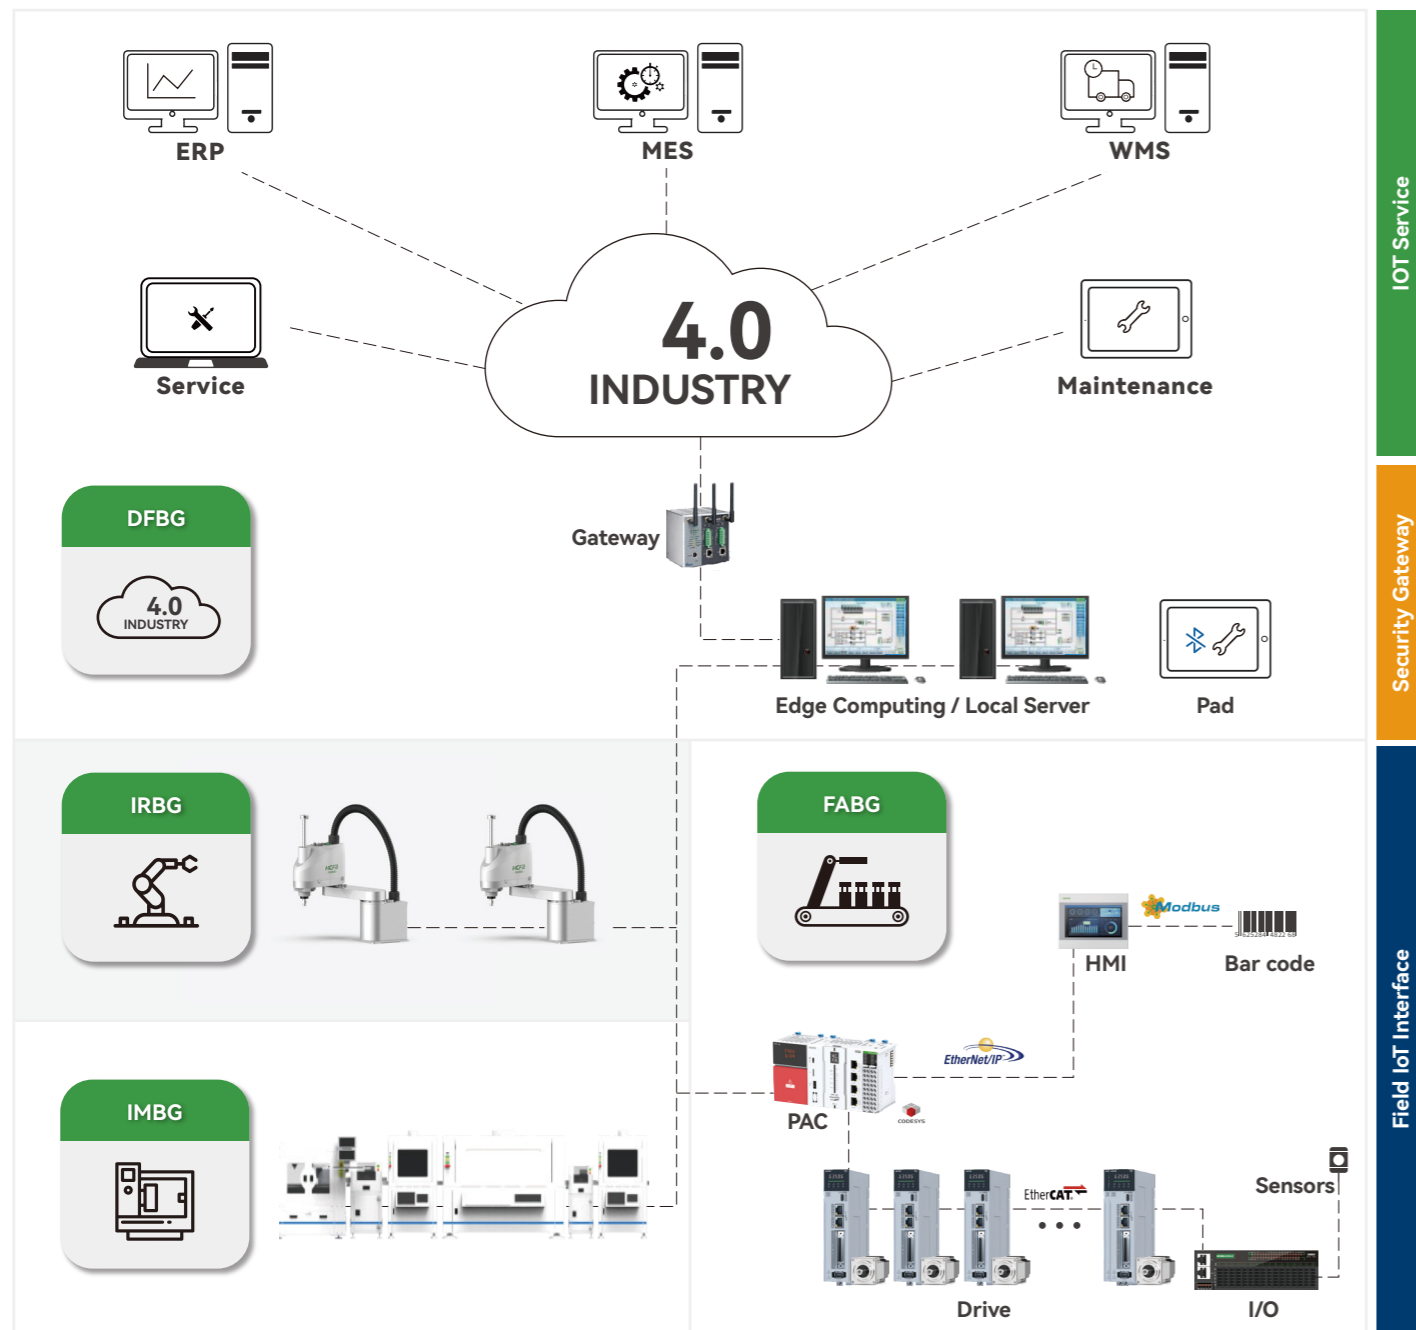 ERP
MES
WMS
IOT Service
4.0
INDUSTRY
Service
Maintenance
Security Gateway
DFBG
4.0
INDUSTRY
Gateway
Edge Computing / Local Server
Pad
Field IoT Interface
IRBG
HCFA
HCFA
FABG
Modbus
HMI
Bar code
EtherNet/IP
CODESYS
PAC
IMBG
EtherCAT
Sensors
Drive
I/O